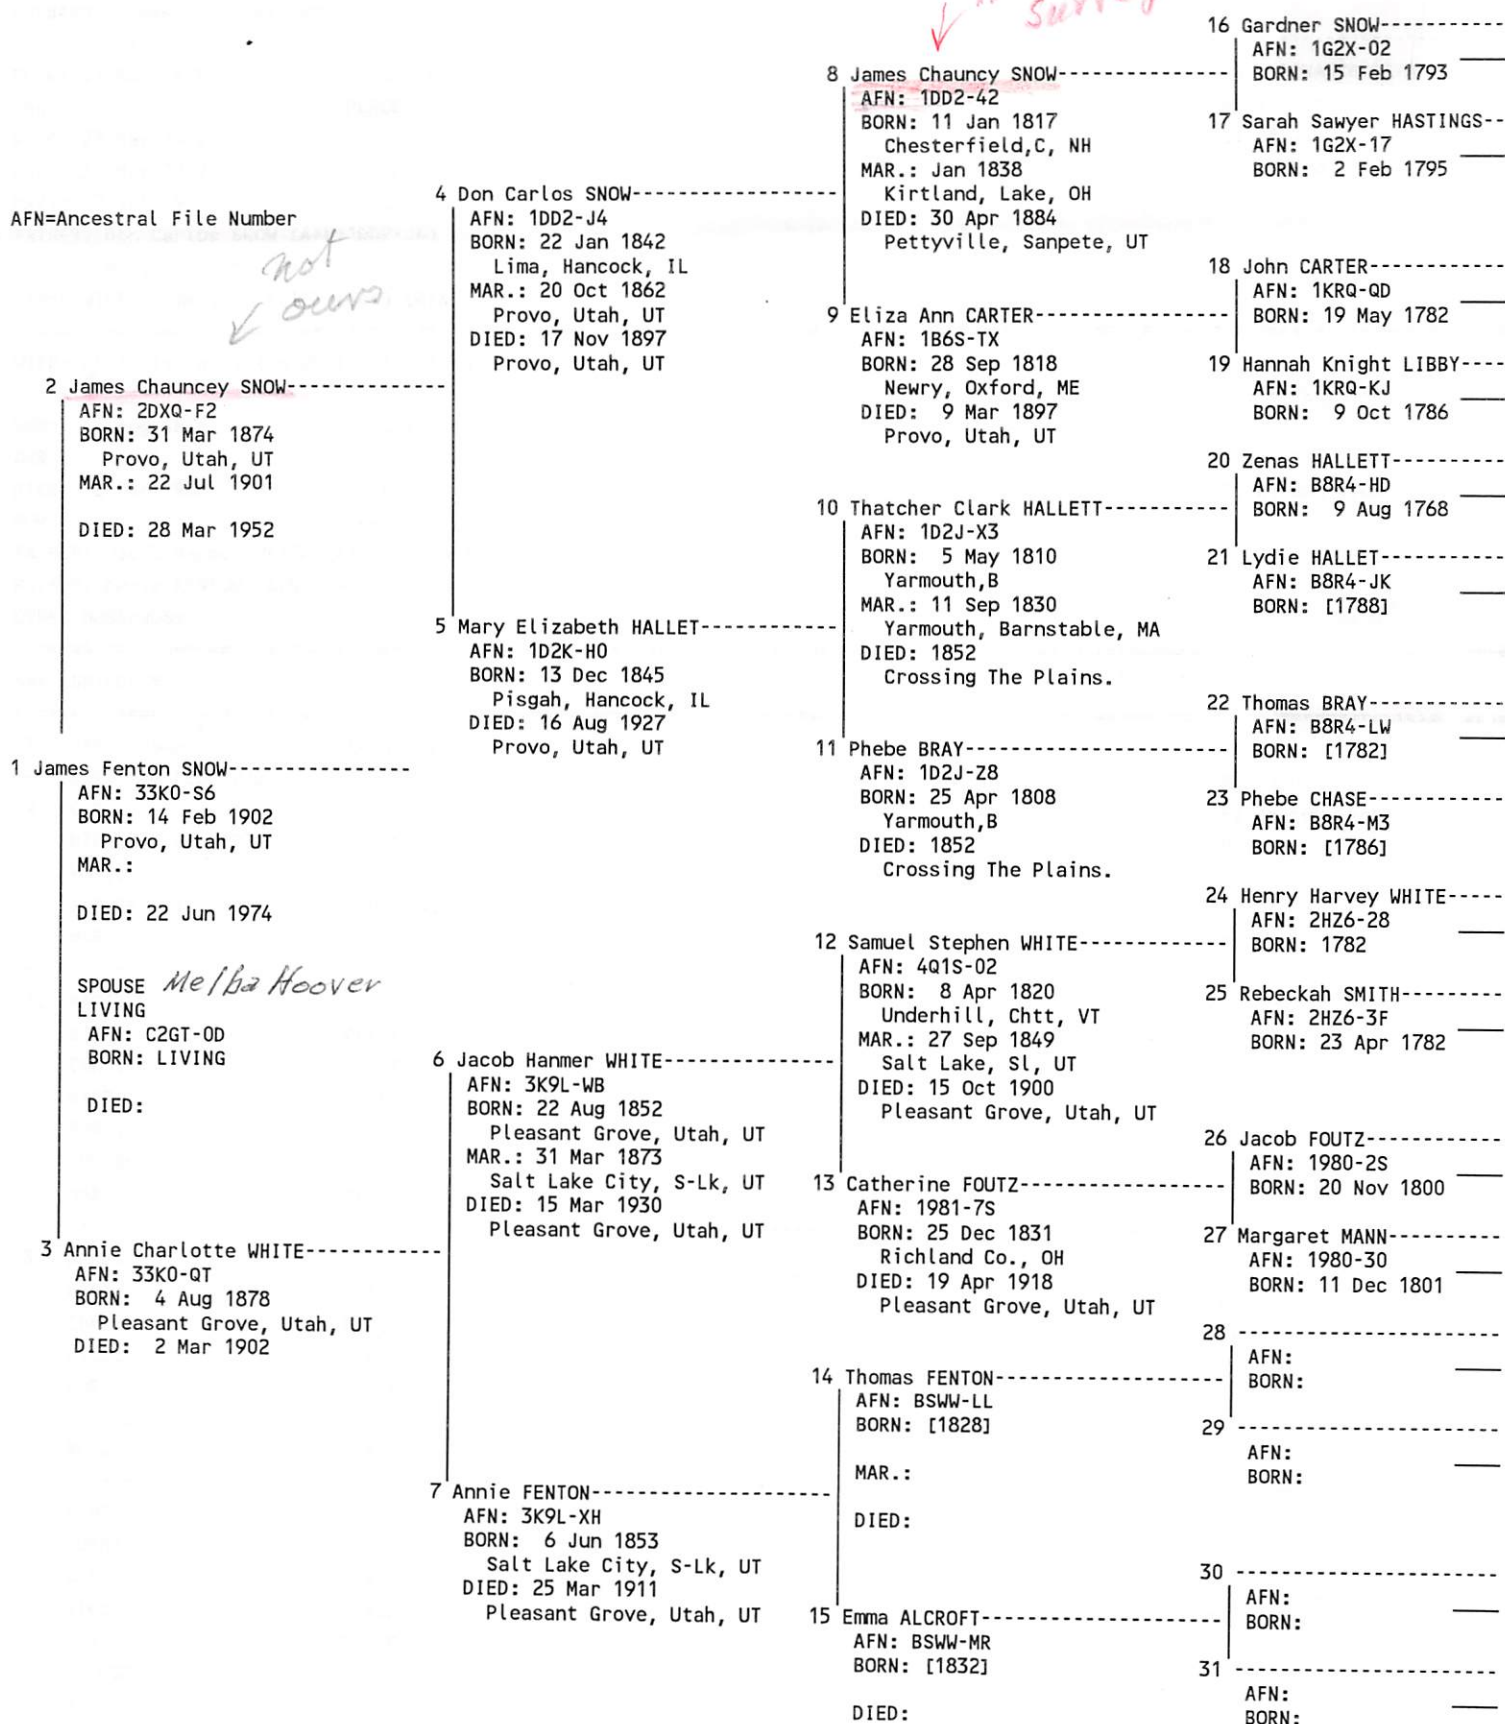 Surrey
AFN=Ancestral File Number
not
ours
1 James Fenton SNOW---------------
AFN: 33K0-S6
BORN: 14 Feb 1902
Provo, Utah, UT
MAR.:
DIED: 22 Jun 1974
SPOUSE Melba Hoover
LIVING
AFN: C2GT-0D
BORN: LIVING
DIED:
2 James Chauncey SNOW-------------
AFN: 2DXQ-F2
BORN: 31 Mar 1874
Provo, Utah, UT
MAR.: 22 Jul 1901
DIED: 28 Mar 1952
3 Annie Charlotte WHITE-----------
AFN: 33K0-QT
BORN: 4 Aug 1878
Pleasant Grove, Utah, UT
DIED: 2 Mar 1902
4 Don Carlos SNOW-----------------
AFN: 1DD2-J4
BORN: 22 Jan 1842
Lima, Hancock, IL
MAR.: 20 Oct 1862
Provo, Utah, UT
DIED: 17 Nov 1897
Provo, Utah, UT
5 Mary Elizabeth HALLET-----------
AFN: 1D2K-H0
BORN: 13 Dec 1845
Pisgah, Hancock, IL
DIED: 16 Aug 1927
Provo, Utah, UT
6 Jacob Hanmer WHITE--------------
AFN: 3K9L-WB
BORN: 22 Aug 1852
Pleasant Grove, Utah, UT
MAR.: 31 Mar 1873
Salt Lake City, S-Lk, UT
DIED: 15 Mar 1930
Pleasant Grove, Utah, UT
7 Annie FENTON--------------------
AFN: 3K9L-XH
BORN: 6 Jun 1853
Salt Lake City, S-Lk, UT
DIED: 25 Mar 1911
Pleasant Grove, Utah, UT
8 James Chauncy SNOW--------------
AFN: 1DD2-42
BORN: 11 Jan 1817
Chesterfield,C, NH
MAR.: Jan 1838
Kirtland, Lake, OH
DIED: 30 Apr 1884
Pettyville, Sanpete, UT
9 Eliza Ann CARTER----------------
AFN: 1B6S-TX
BORN: 28 Sep 1818
Newry, Oxford, ME
DIED: 9 Mar 1897
Provo, Utah, UT
10 Thatcher Clark HALLETT-----------
AFN: 1D2J-X3
BORN: 5 May 1810
Yarmouth,B
MAR.: 11 Sep 1830
Yarmouth, Barnstable, MA
DIED: 1852
Crossing The Plains.
11 Phebe BRAY-----------------------
AFN: 1D2J-Z8
BORN: 25 Apr 1808
Yarmouth,B
DIED: 1852
Crossing The Plains.
12 Samuel Stephen WHITE-------------
AFN: 4Q1S-02
BORN: 8 Apr 1820
Underhill, Chtt, VT
MAR.: 27 Sep 1849
Salt Lake, Sl, UT
DIED: 15 Oct 1900
Pleasant Grove, Utah, UT
13 Catherine FOUTZ------------------
AFN: 1981-7S
BORN: 25 Dec 1831
Richland Co., OH
DIED: 19 Apr 1918
Pleasant Grove, Utah, UT
14 Thomas FENTON--------------------
AFN: BSWW-LL
BORN: [1828]
MAR.:
DIED:
15 Emma ALCROFT---------------------
AFN: BSWW-MR
BORN: [1832]
DIED:
16 Gardner SNOW-----------
AFN: 1G2X-02
BORN: 15 Feb 1793
17 Sarah Sawyer HASTINGS--
AFN: 1G2X-17
BORN: 2 Feb 1795
18 John CARTER------------
AFN: 1KRQ-QD
BORN: 19 May 1782
19 Hannah Knight LIBBY----
AFN: 1KRQ-KJ
BORN: 9 Oct 1786
20 Zenas HALLETT----------
AFN: B8R4-HD
BORN: 9 Aug 1768
21 Lydie HALLET-----------
AFN: B8R4-JK
BORN: [1788]
22 Thomas BRAY------------
AFN: B8R4-LW
BORN: [1782]
23 Phebe CHASE------------
AFN: B8R4-M3
BORN: [1786]
24 Henry Harvey WHITE-----
AFN: 2HZ6-28
BORN: 1782
25 Rebeckah SMITH---------
AFN: 2HZ6-3F
BORN: 23 Apr 1782
26 Jacob FOUTZ------------
AFN: 1980-2S
BORN: 20 Nov 1800
27 Margaret MANN----------
AFN: 1980-30
BORN: 11 Dec 1801
28 -----------------------
AFN:
BORN:
29 -----------------------
AFN:
BORN:
30 -----------------------
AFN:
BORN:
31 -----------------------
AFN:
BORN: